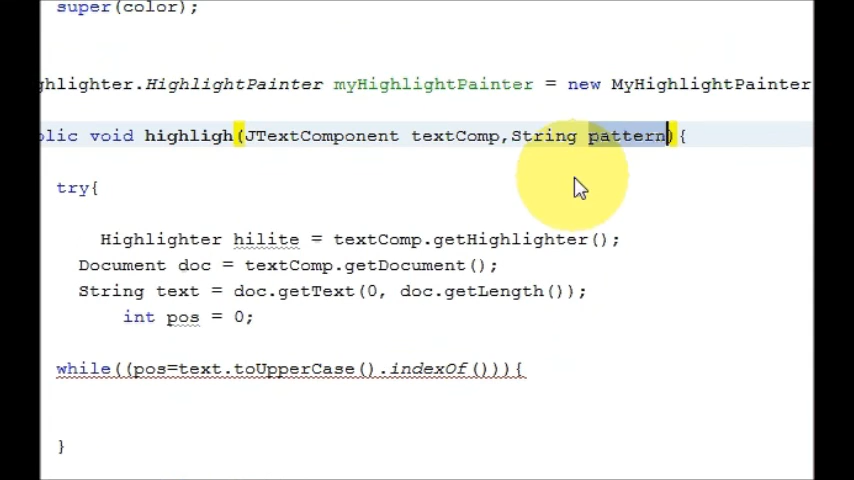 super(color);
ghlighter.HighlightPainter myHighlightPainter = new MyHighlightPainter
blic void highligh(JTextComponent textComp,String pattern){
try{
Highlighter hilite = textComp.getHighlighter();
Document doc = textComp.getDocument();
String text = doc.getText(0, doc.getLength());
int pos = 0;
while((pos=text.toUpperCase().indexOf())){
}